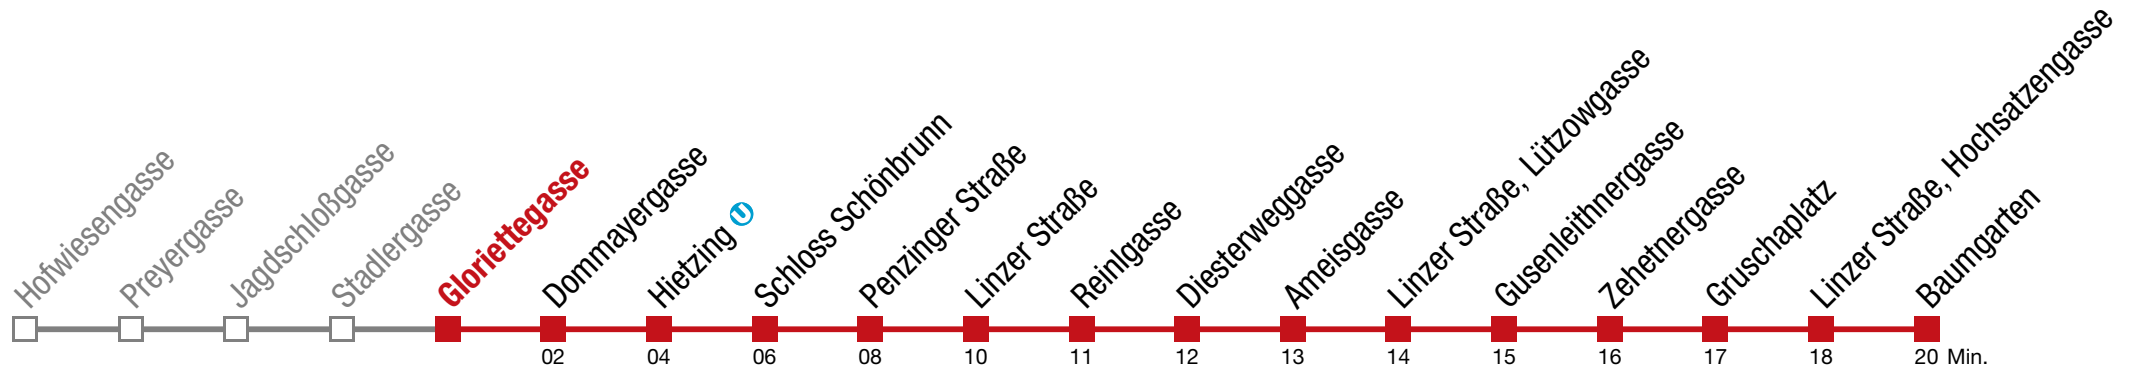 Hofwiesengasse
Preyergasse
Jagdschloßgasse
Stadlergasse
Gloriettegasse
Dommayergasse
Hietzing U
Schloss Schönbrunn
Penzinger Straße
Linzer Straße
Reinlgasse
Diesterweggasse
Ameisgasse
Linzer Straße, Lützowgasse
Gusenleithnergasse
Zehetnergasse
Gruschaplatz
Linzer Straße, Hochsatzengasse
Baumgarten
02 04 06 08 10 11 12 13 14 15 16 17 18 20 Min.